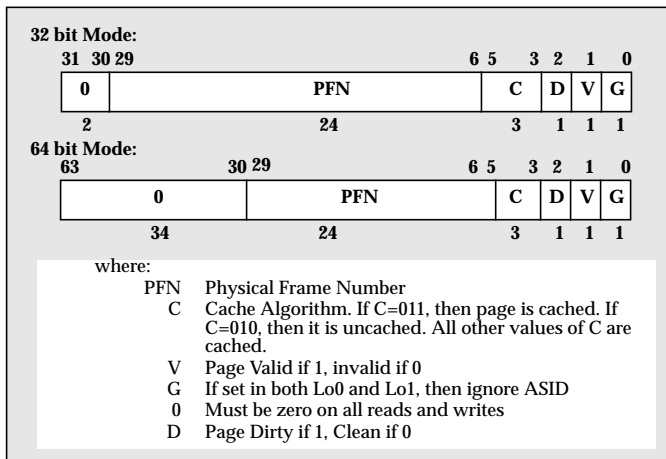 32 bit Mode:
31 30 29 6 5 3 2 1 0
0 PFN C D V G
2 24 3 1 1 1
64 bit Mode:
63 30 29 6 5 3 2 1 0
0 PFN C D V G
34 24 3 1 1 1
where:
PFN Physical Frame Number
C Cache Algorithm. If C=011, then page is cached. If
C=010, then it is uncached. All other values of C are
cached.
V Page Valid if 1, invalid if 0
G If set in both Lo0 and Lo1, then ignore ASID
0 Must be zero on all reads and writes
D Page Dirty if 1, Clean if 0